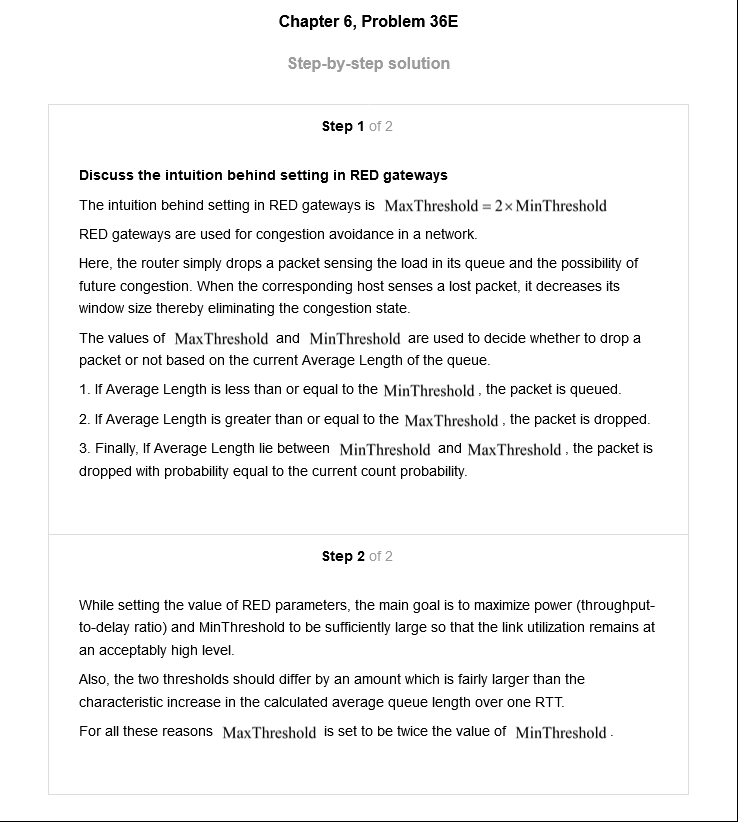 Chapter 6, Problem 36E
Step-by-step solution
Step 1 of 2
Discuss the intuition behind setting in RED gateways
The intuition behind setting in RED gateways is MaxThreshold = 2 × MinThreshold
RED gateways are used for congestion avoidance in a network.
Here, the router simply drops a packet sensing the load in its queue and the possibility of
future congestion. When the corresponding host senses a lost packet, it decreases its
window size thereby eliminating the congestion state.
The values of MaxThreshold and MinThreshold are used to decide whether to drop a
packet or not based on the current Average Length of the queue.
1. If Average Length is less than or equal to the MinThreshold , the packet is queued.
2. If Average Length is greater than or equal to the MaxThreshold , the packet is dropped.
3. Finally, If Average Length lie between MinThreshold and MaxThreshold , the packet is
dropped with probability equal to the current count probability.
Step 2 of 2
While setting the value of RED parameters, the main goal is to maximize power (throughput-
to-delay ratio) and MinThreshold to be sufficiently large so that the link utilization remains at
an acceptably high level.
Also, the two thresholds should differ by an amount which is fairly larger than the
characteristic increase in the calculated average queue length over one RTT.
For all these reasons MaxThreshold is set to be twice the value of MinThreshold .